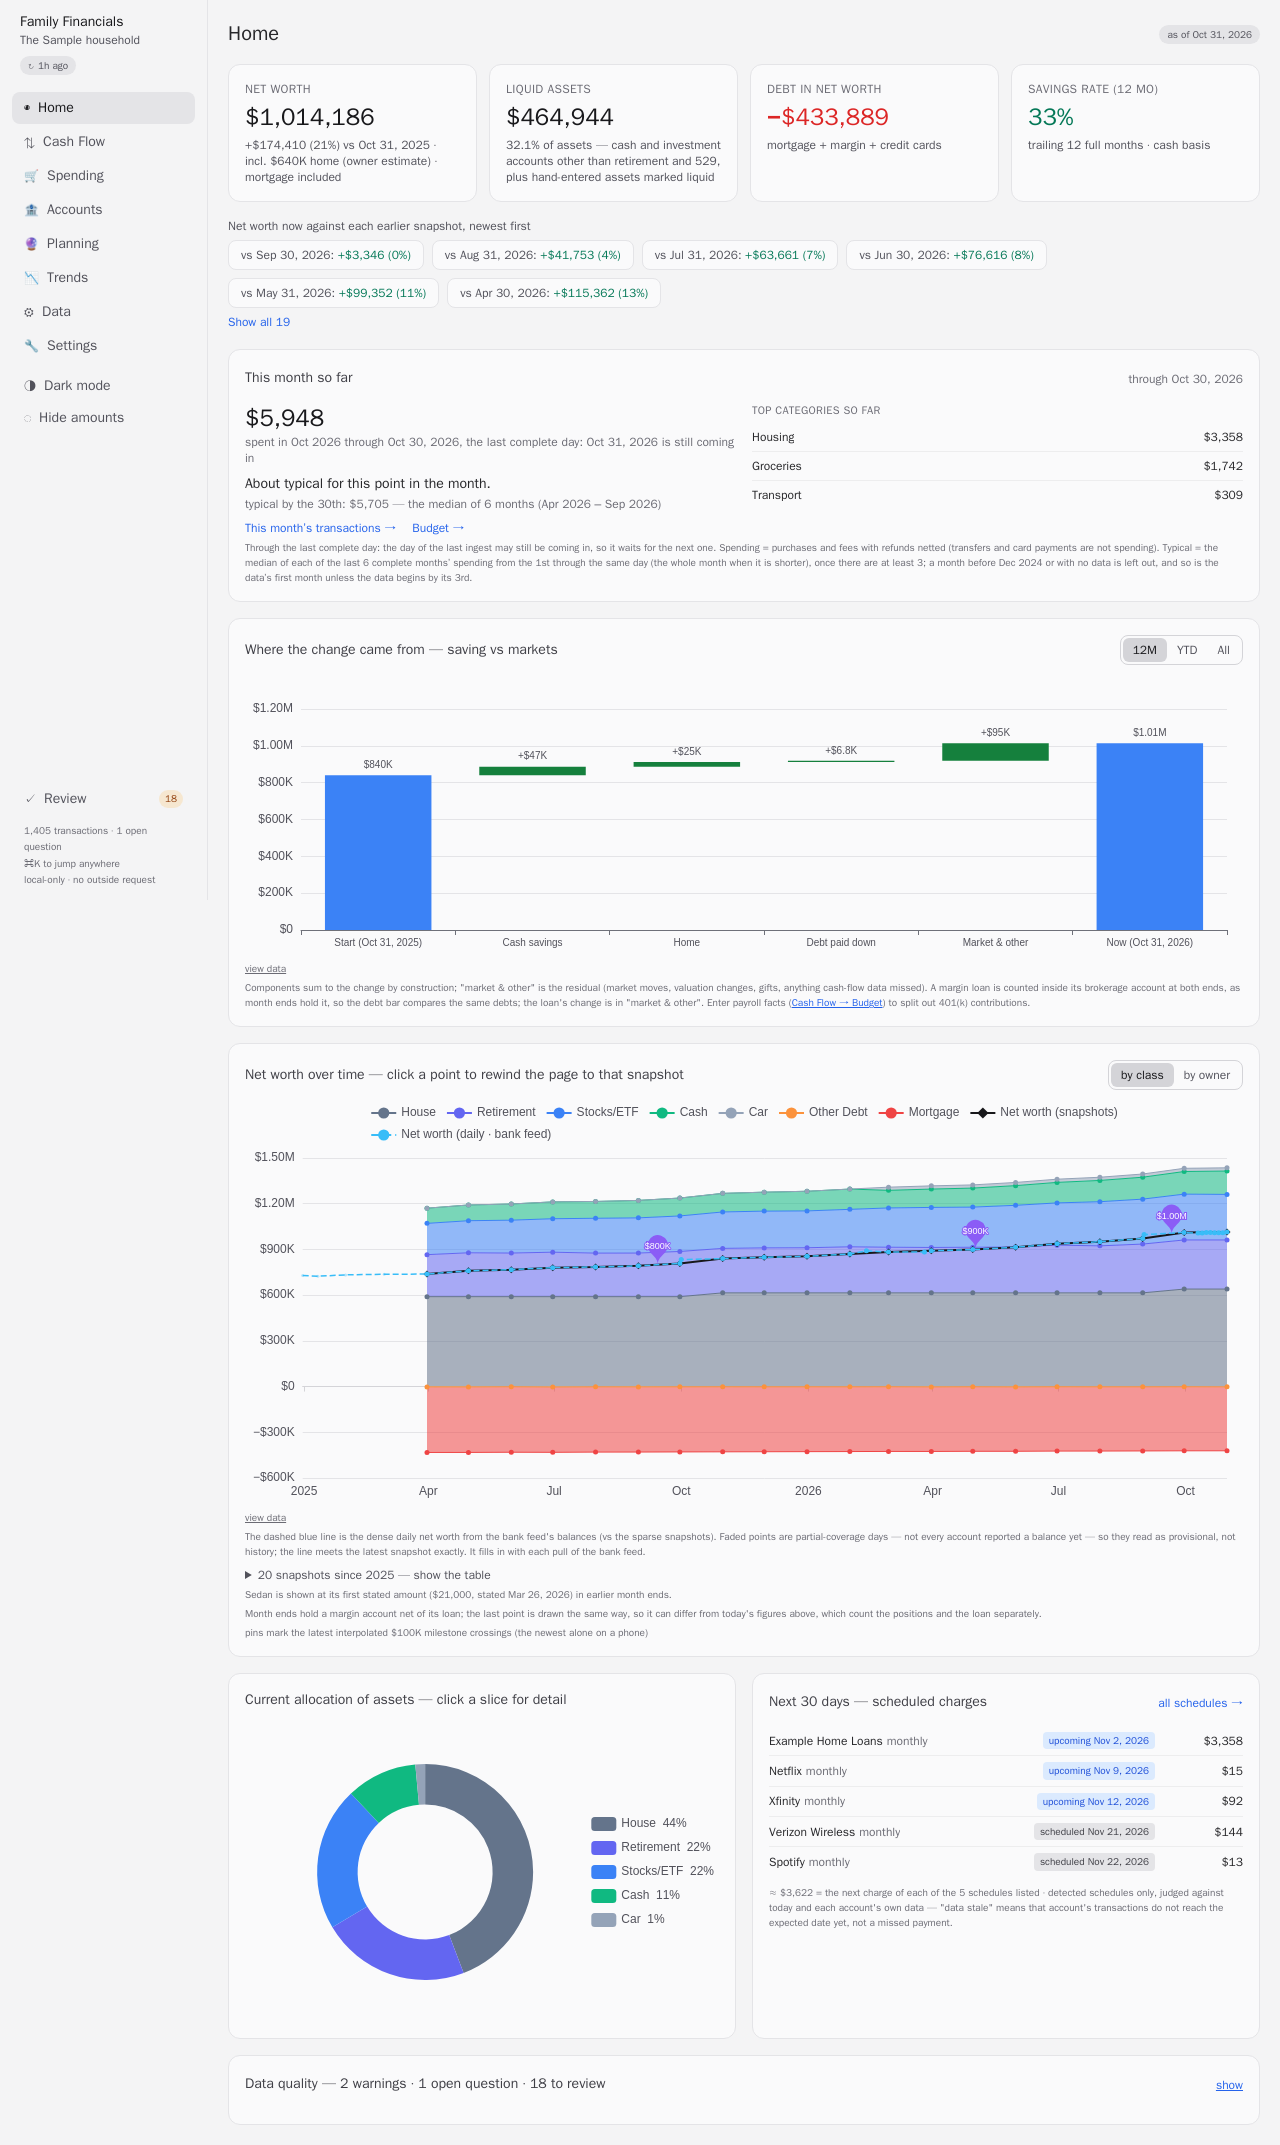 Family Financials
The Sample household
1h ago
Home
Cash Flow
Spending
Accounts
Planning
Trends
Data
Settings
Dark mode
Hide amounts
Review 18
1,405 transactions · 1 open
question
⌘K to jump anywhere
local-only · no outside request
Home
as of Oct 31, 2026
NET WORTH
$1,014,186
+$174,410 (21%) vs Oct 31, 2025 ·
incl. $640K home (owner estimate) ·
mortgage included
LIQUID ASSETS
$464,944
32.1% of assets — cash and investment
accounts other than retirement and 529,
plus hand-entered assets marked liquid
DEBT IN NET WORTH
−$433,889
mortgage + margin + credit cards
SAVINGS RATE (12 MO)
33%
trailing 12 full months · cash basis
Net worth now against each earlier snapshot, newest first
vs Sep 30, 2026: +$3,346 (0%)
vs Aug 31, 2026: +$41,753 (4%)
vs Jul 31, 2026: +$63,661 (7%)
vs Jun 30, 2026: +$76,616 (8%)
vs May 31, 2026: +$99,352 (11%)
vs Apr 30, 2026: +$115,362 (13%)
Show all 19
This month so far
through Oct 30, 2026
$5,948
spent in Oct 2026 through Oct 30, 2026, the last complete day: Oct 31, 2026 is still coming
in
About typical for this point in the month.
typical by the 30th: $5,705 — the median of 6 months (Apr 2026 – Sep 2026)
This month's transactions → Budget →
TOP CATEGORIES SO FAR
Housing $3,358
Groceries $1,742
Transport $309
Through the last complete day: the day of the last ingest may still be coming in, so it waits for the next one. Spending = purchases and fees with refunds netted (transfers and card payments are not spending). Typical = the
median of each of the last 6 complete months' spending from the 1st through the same day (the whole month when it is shorter), once there are at least 3; a month before Dec 2024 or with no data is left out, and so is the
data's first month unless the data begins by its 3rd.
Where the change came from — saving vs markets
12M YTD All
$1.20M
$1.00M
$800K
$600K
$400K
$200K
$0
$840K
+$47K
+$25K
+$6.8K
+$95K
$1.01M
Start (Oct 31, 2025)
Cash savings
Home
Debt paid down
Market & other
Now (Oct 31, 2026)
view data
Components sum to the change by construction; "market & other" is the residual (market moves, valuation changes, gifts, anything cash-flow data missed). A margin loan is counted inside its brokerage account at both ends, as
month ends hold it, so the debt bar compares the same debts; the loan's change is in "market & other". Enter payroll facts (Cash Flow → Budget) to split out 401(k) contributions.
Net worth over time — click a point to rewind the page to that snapshot
by class by owner
House Retirement Stocks/ETF Cash Car Other Debt Mortgage Net worth (snapshots)
Net worth (daily · bank feed)
$1.50M
$1.20M
$900K
$600K
$300K
$0
−$300K
−$600K
$800K
$900K
$1.00M
2025 Apr Jul Oct 2026 Apr Jul Oct
view data
The dashed blue line is the dense daily net worth from the bank feed's balances (vs the sparse snapshots). Faded points are partial-coverage days — not every account reported a balance yet — so they read as provisional, not
history; the line meets the latest snapshot exactly. It fills in with each pull of the bank feed.
▶ 20 snapshots since 2025 — show the table
Sedan is shown at its first stated amount ($21,000, stated Mar 26, 2026) in earlier month ends.
Month ends hold a margin account net of its loan; the last point is drawn the same way, so it can differ from today's figures above, which count the positions and the loan separately.
pins mark the latest interpolated $100K milestone crossings (the newest alone on a phone)
Current allocation of assets — click a slice for detail
House 44%
Retirement 22%
Stocks/ETF 22%
Cash 11%
Car 1%
Next 30 days — scheduled charges
all schedules →
Example Home Loans monthly upcoming Nov 2, 2026 $3,358
Netflix monthly upcoming Nov 9, 2026 $15
Xfinity monthly upcoming Nov 12, 2026 $92
Verizon Wireless monthly scheduled Nov 21, 2026 $144
Spotify monthly scheduled Nov 22, 2026 $13
≈ $3,622 = the next charge of each of the 5 schedules listed · detected schedules only, judged against
today and each account's own data — "data stale" means that account's transactions do not reach the
expected date yet, not a missed payment.
Data quality — 2 warnings · 1 open question · 18 to review
show